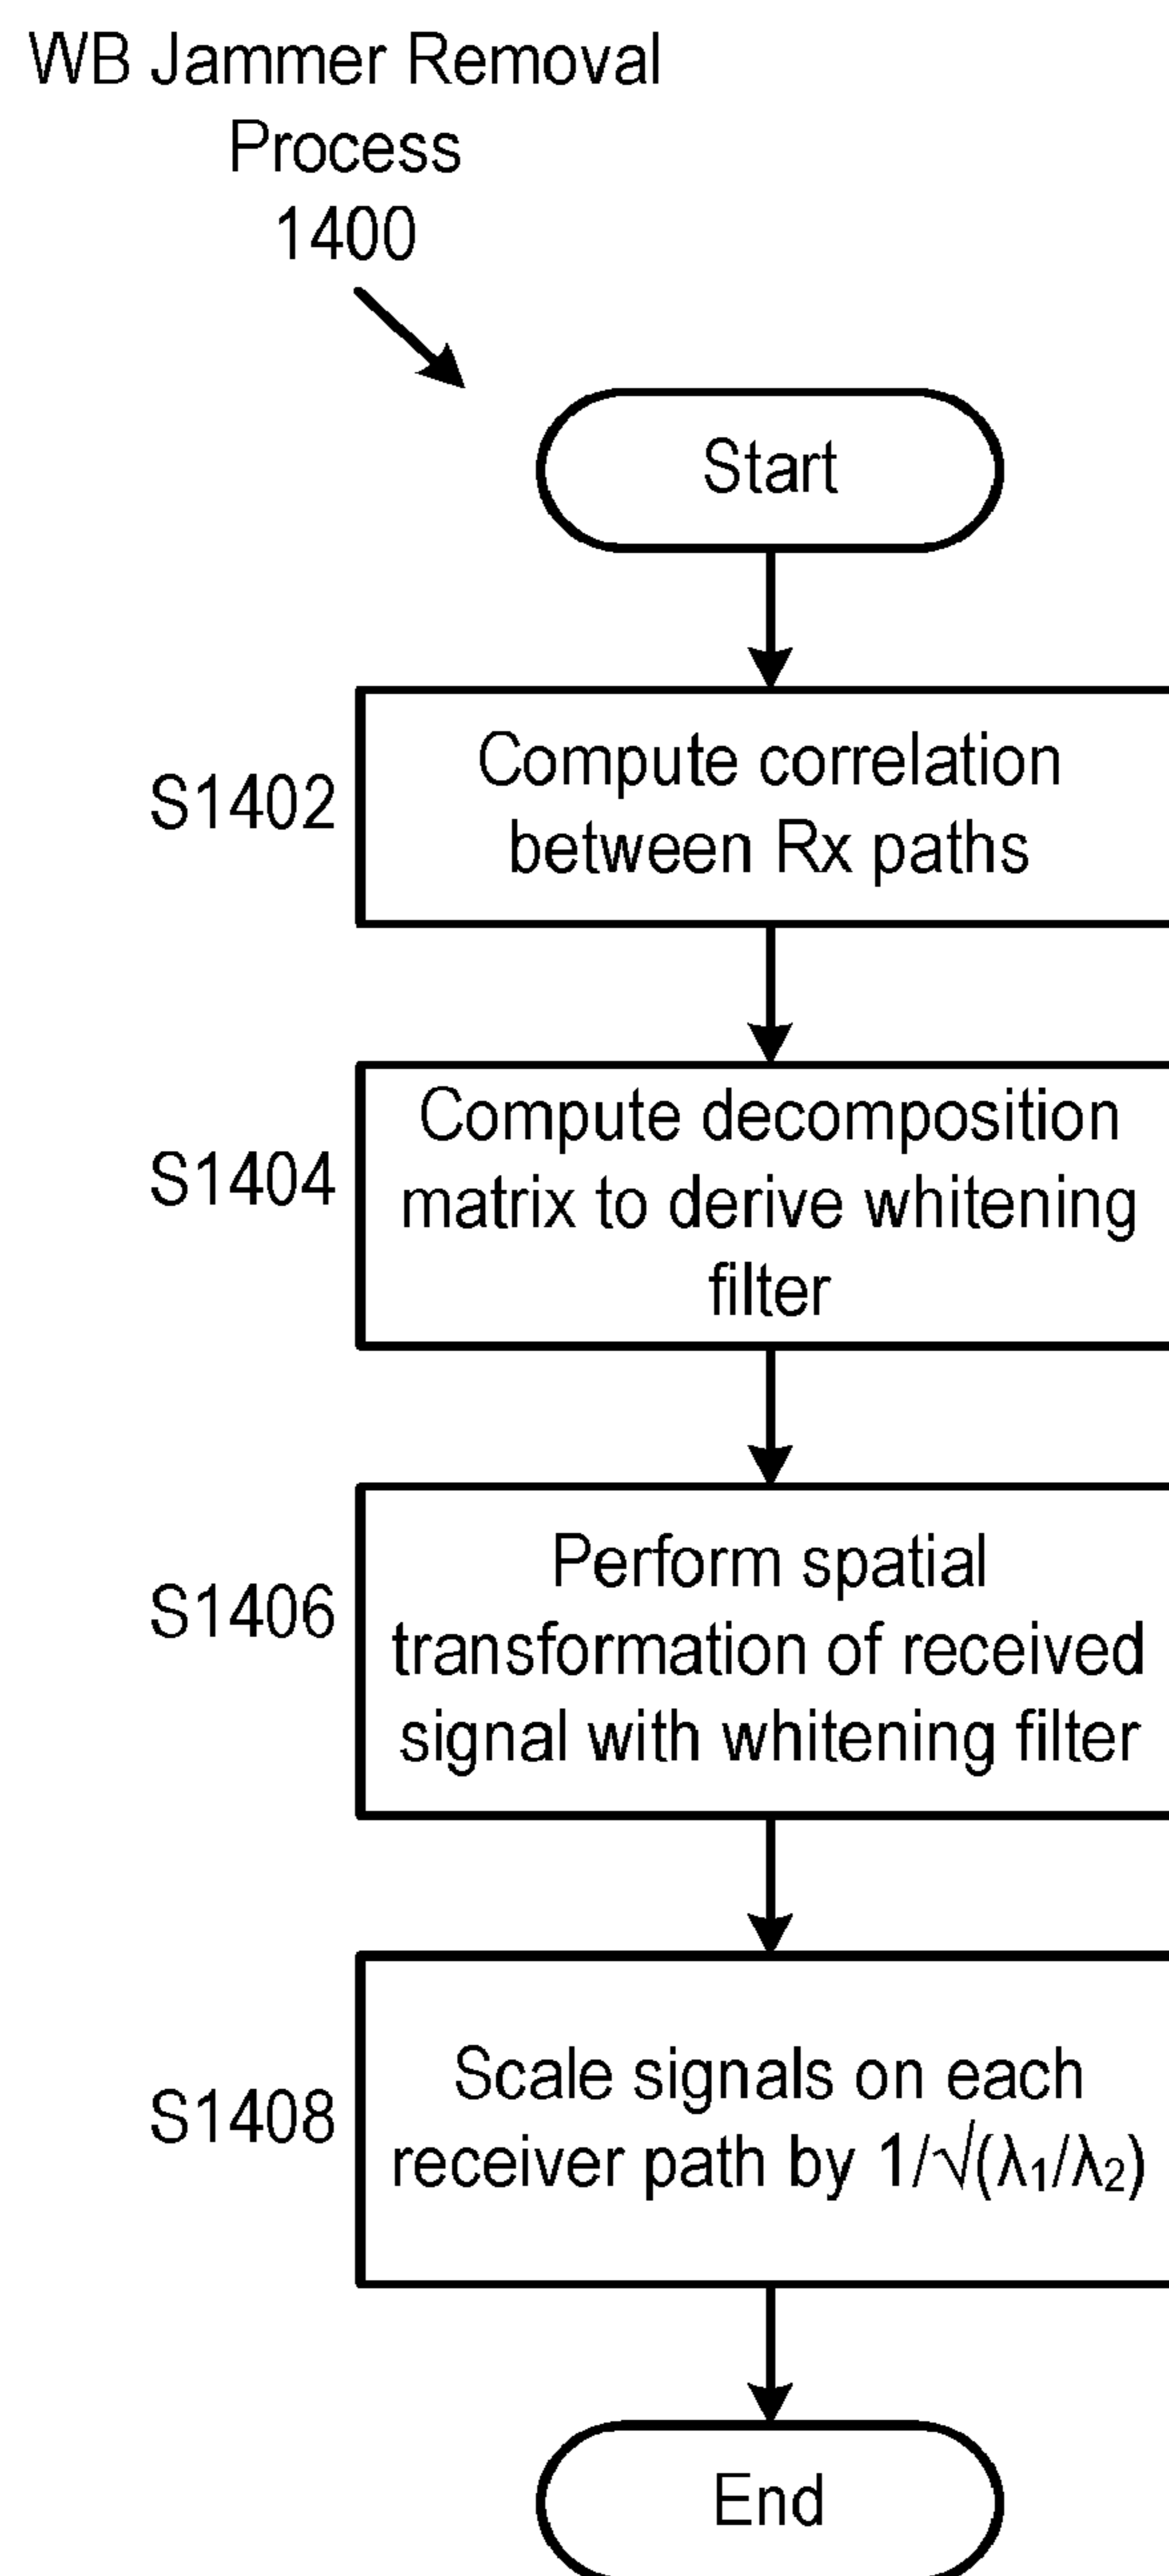 WB Jammer Removal
Process
1400
Start
S1402
Compute correlation
between Rx paths
S1404
Compute decomposition
matrix to derive whitening
filter
S1406
Perform spatial
transformation of received
signal with whitening filter
S1408
Scale signals on each
receiver path by 1/√(λ₁/λ₂)
End